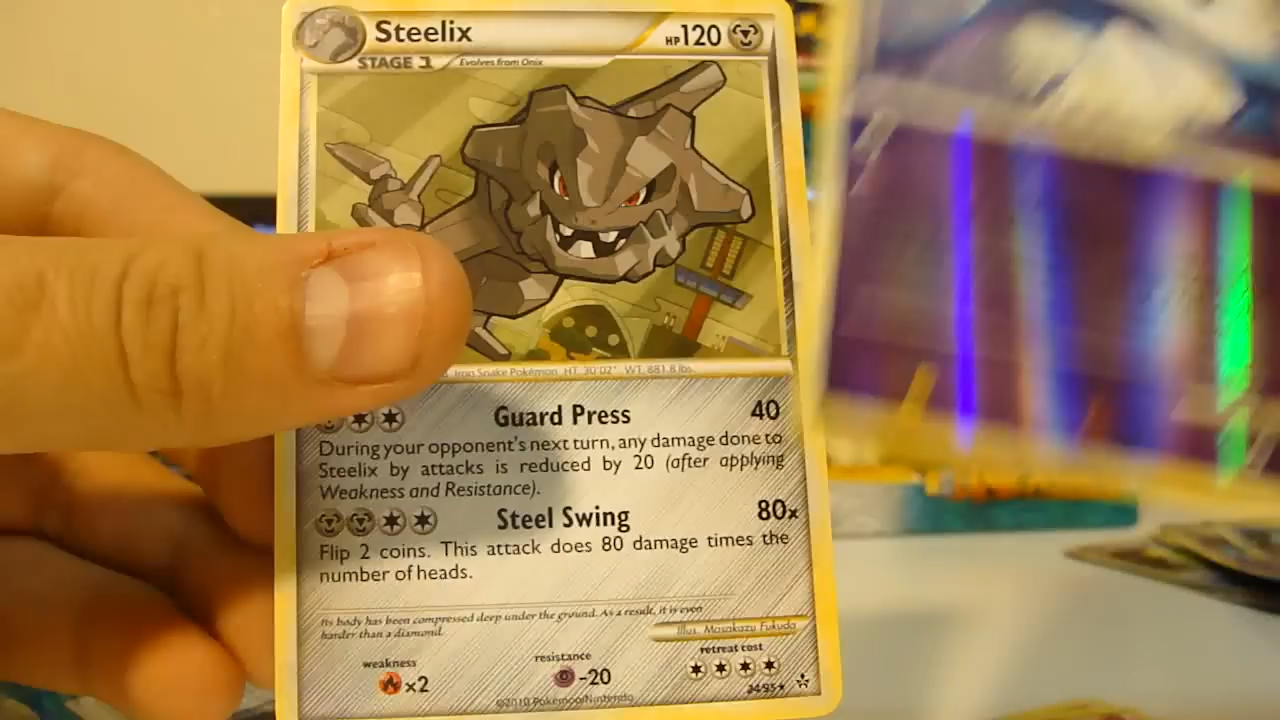 Steelix
HP 120
STAGE 1 Evolves from Onix
Iron Snake Pokémon HT. 30'02" WT. 881.8 lbs.
Guard Press 40
During your opponent's next turn, any damage done to
Steelix by attacks is reduced by 20 (after applying
Weakness and Resistance).
Steel Swing 80x
Flip 2 coins. This attack does 80 damage times the
number of heads.
Its body has been compressed deep under the ground. As a result, it is even
harder than a diamond.
Illus. Masakazu Fukuda
weakness
x2
resistance
-20
retreat cost
©2010 Pokémon/Nintendo
24/95